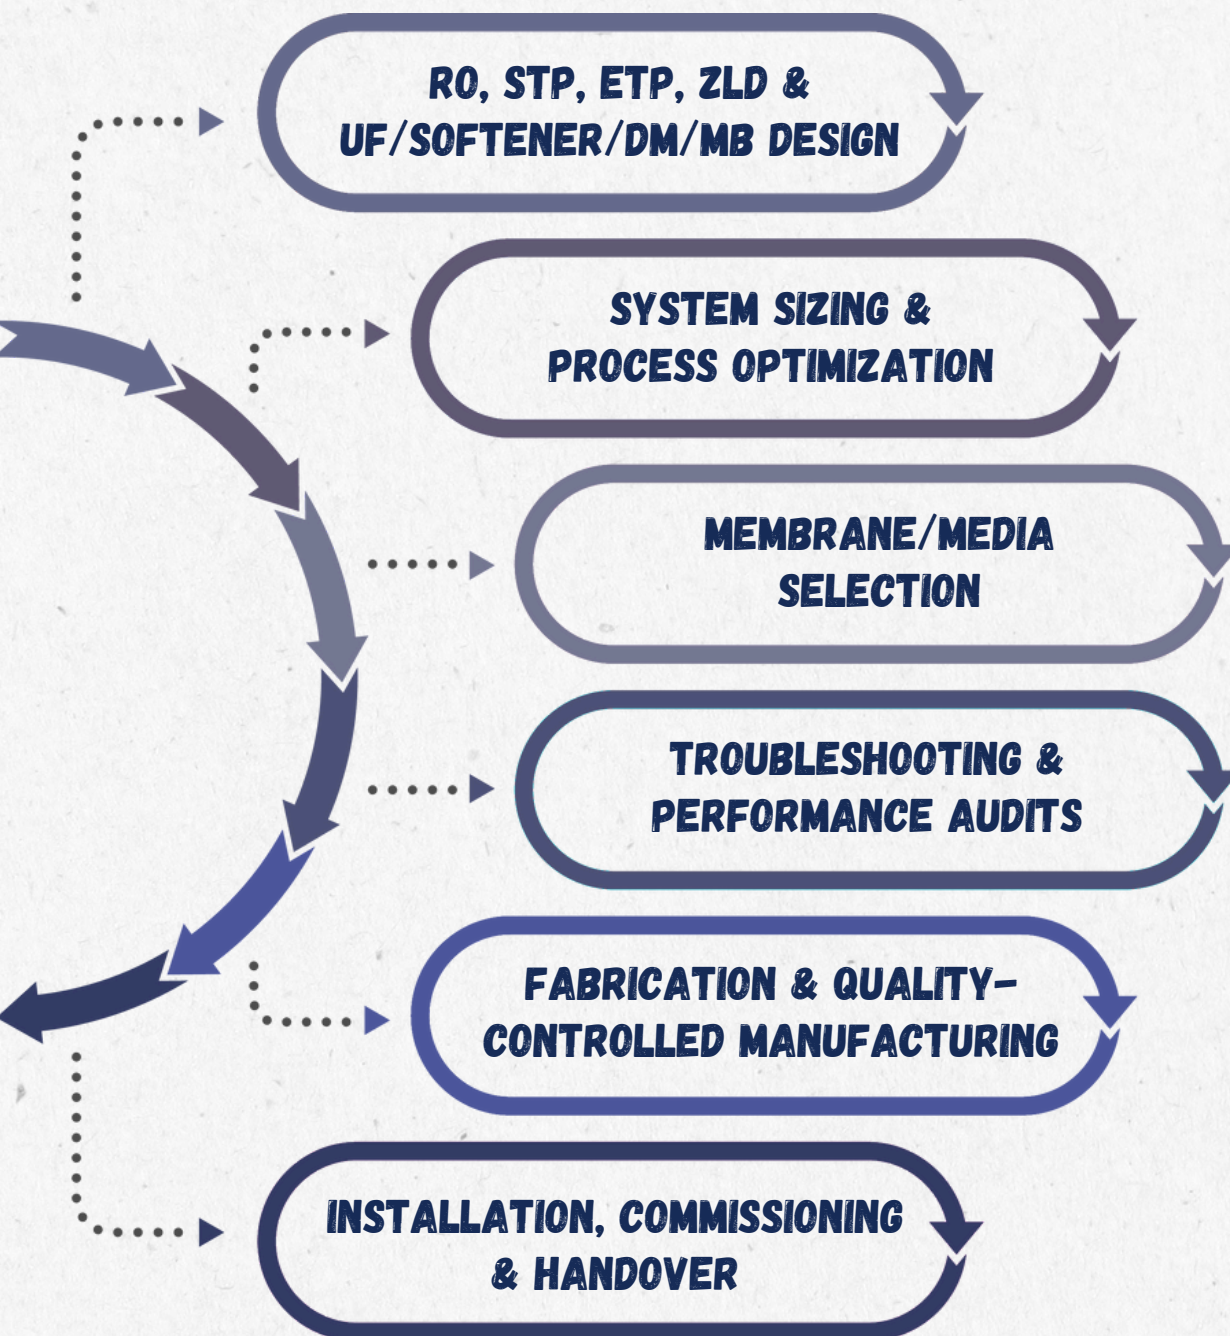 RO, STP, ETP, ZLD &
UF/SOFTENER/DM/MB DESIGN
SYSTEM SIZING &
PROCESS OPTIMIZATION
MEMBRANE/MEDIA
SELECTION
TROUBLESHOOTING &
PERFORMANCE AUDITS
FABRICATION & QUALITY-
CONTROLLED MANUFACTURING
INSTALLATION, COMMISSIONING
& HANDOVER